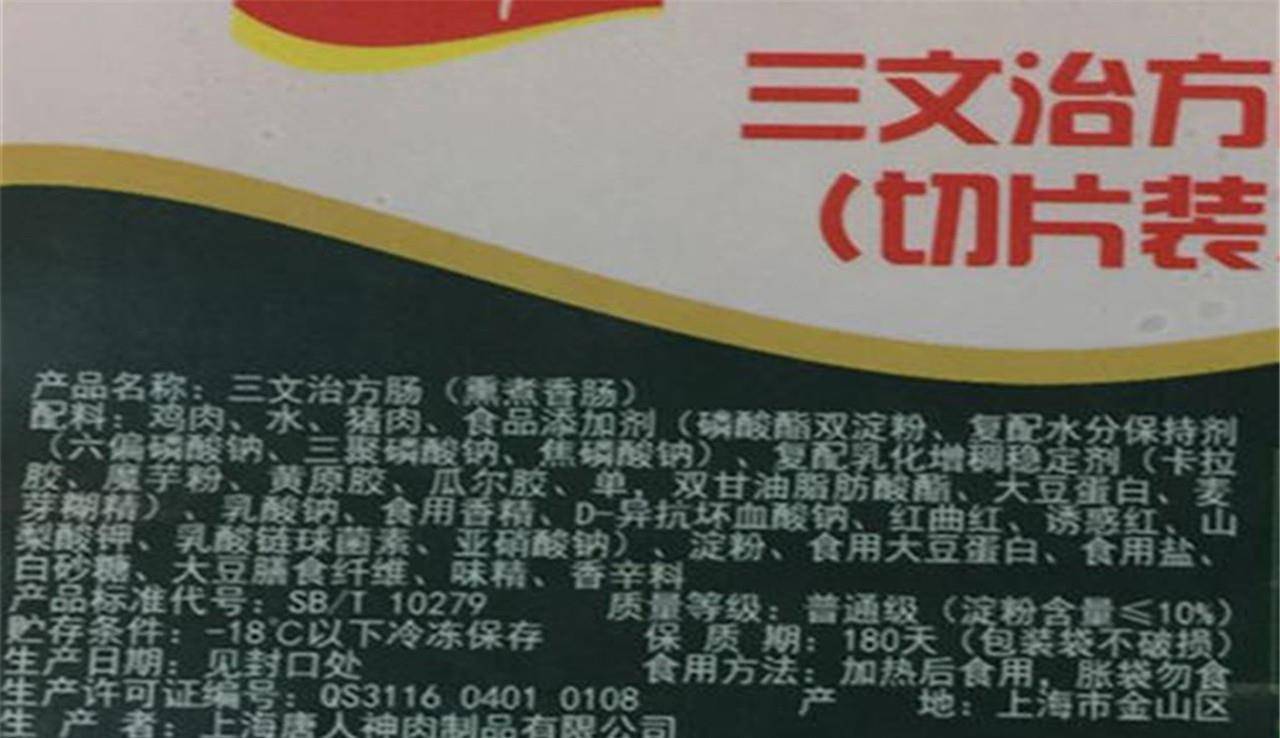 三文治方
(切片装
产品名称：三文治方肠（熏煮香肠）
配料：鸡肉、水、猪肉、食品添加剂（磷酸酯双淀粉、复配水分保持剂
（六偏磷酸钠、三聚磷酸钠、焦磷酸钠）、复配乳化增稠稳定剂（卡拉
胶、魔芋粉、黄原胶、瓜尔胶、单，双甘油脂肪酸酯、大豆蛋白、麦
芽糊精）、乳酸钠、食用香精、D-异抗坏血酸钠、红曲红、诱惑红、山
梨酸钾、乳酸链球菌素、亚硝酸钠）、淀粉、食用大豆蛋白、食用盐、
白砂糖、大豆膳食纤维、味精、香辛料
产品标准代号：SB/T 10279 质量等级：普通级（淀粉含量≤10%）
贮存条件：-18℃以下冷冻保存 保 质 期：180天（包装袋不破损）
生产日期：见封口处 食用方法：加热后食用，胀袋勿食
生产许可证编号：QS3116 0401 0108 产 地：上海市金山区
生 产 者：上海唐人神肉制品有限公司